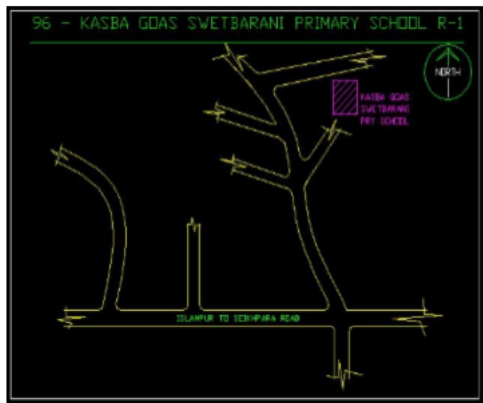 96 - KASBA GOAS SWETBARANI PRIMARY SCHOOL R-1
NORTH
KASBA GOAS
SWETBARANI
PRY SCHOOL
ISLAMPUR TO SEIKHPARA ROAD